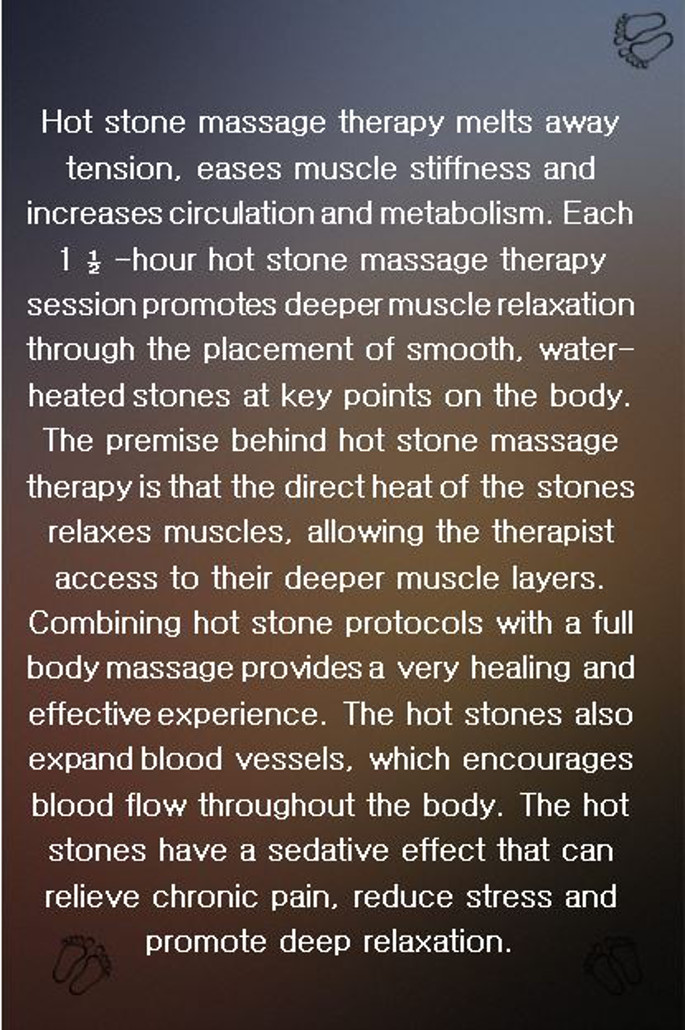 Hot stone massage therapy melts away
tension, eases muscle stiffness and
increases circulation and metabolism. Each
1 ½ -hour hot stone massage therapy
session promotes deeper muscle relaxation
through the placement of smooth, water-
heated stones at key points on the body.
The premise behind hot stone massage
therapy is that the direct heat of the stones
relaxes muscles, allowing the therapist
access to their deeper muscle layers.
Combining hot stone protocols with a full
body massage provides a very healing and
effective experience. The hot stones also
expand blood vessels, which encourages
blood flow throughout the body. The hot
stones have a sedative effect that can
relieve chronic pain, reduce stress and
promote deep relaxation.